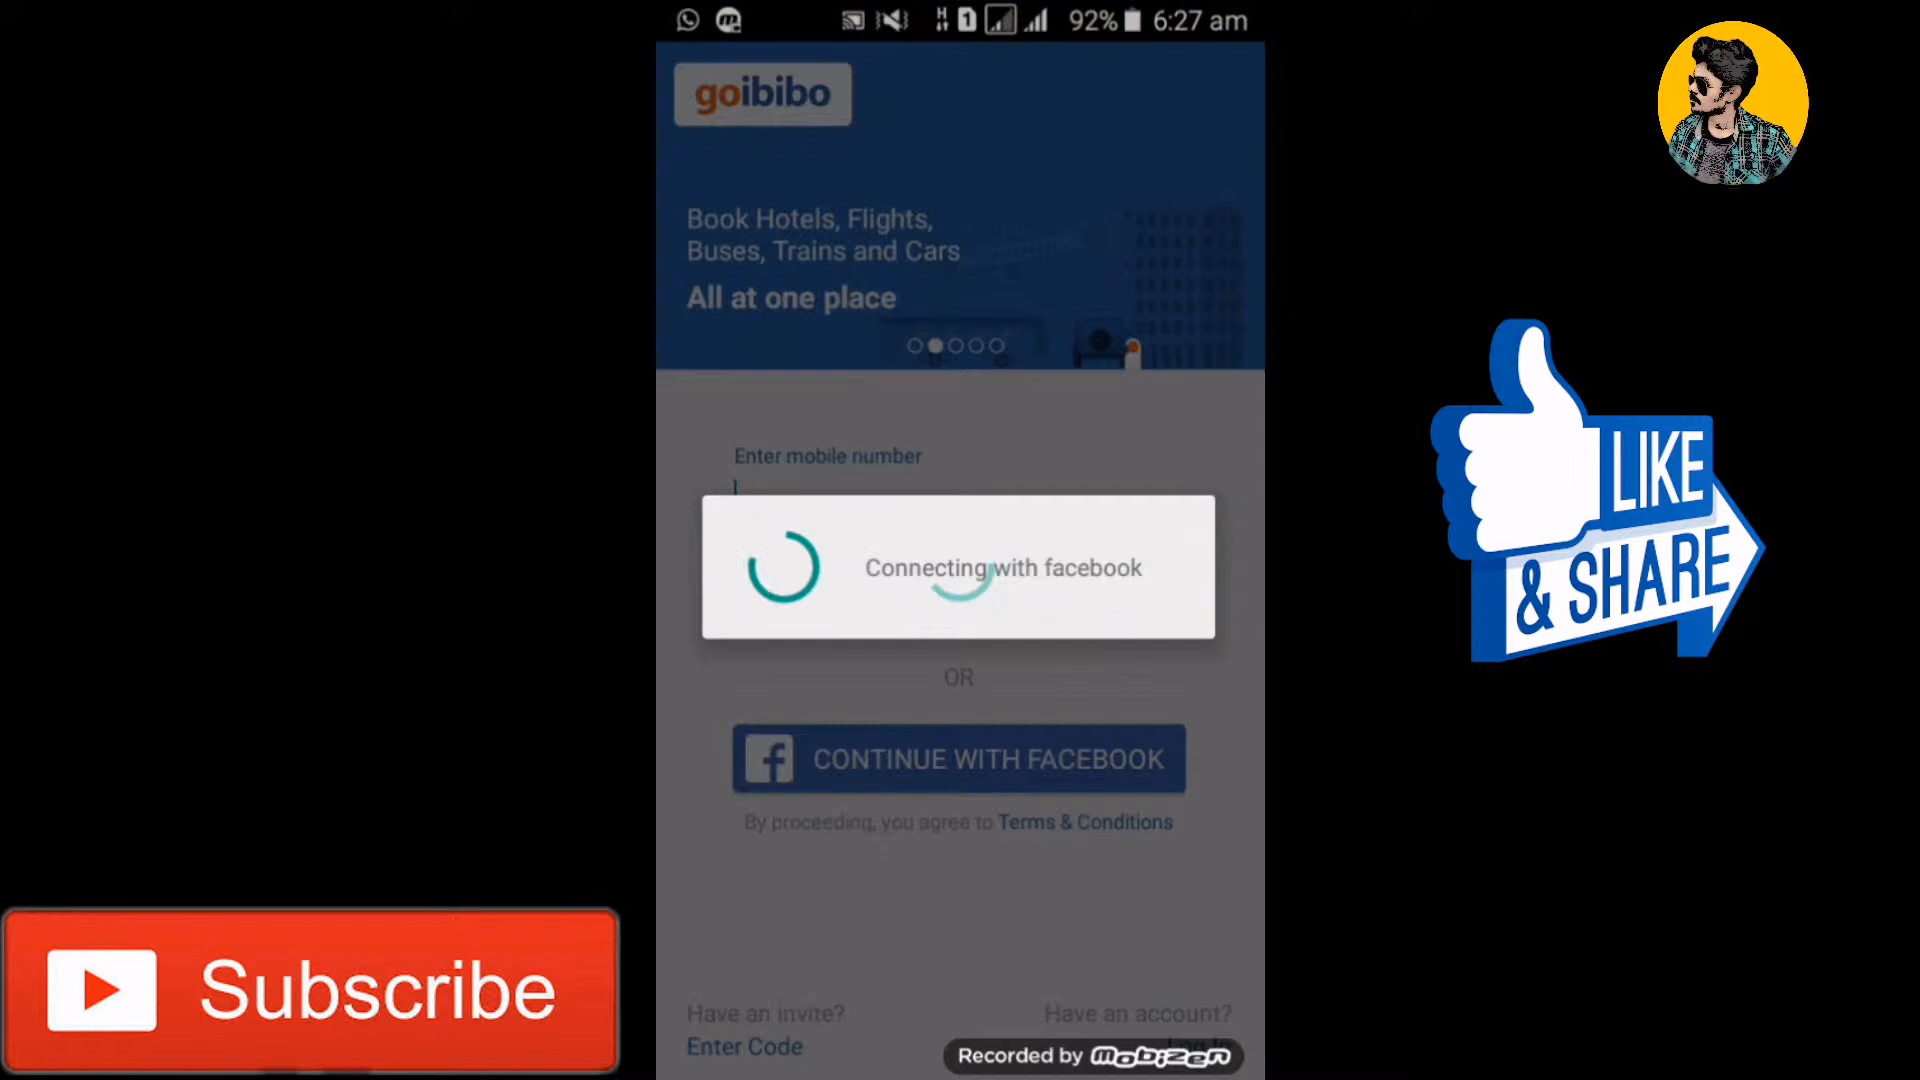 92% 6:27 am
1
goibibo
Book Hotels, Flights,
Buses, Trains and Cars
All at one place
Enter mobile number
Connecting with facebook
OR
f CONTINUE WITH FACEBOOK
By proceeding, you agree to Terms & Conditions
Have an invite?
Enter Code
Have an account?
Recorded by mobizen
LIKE
& SHARE
Subscribe